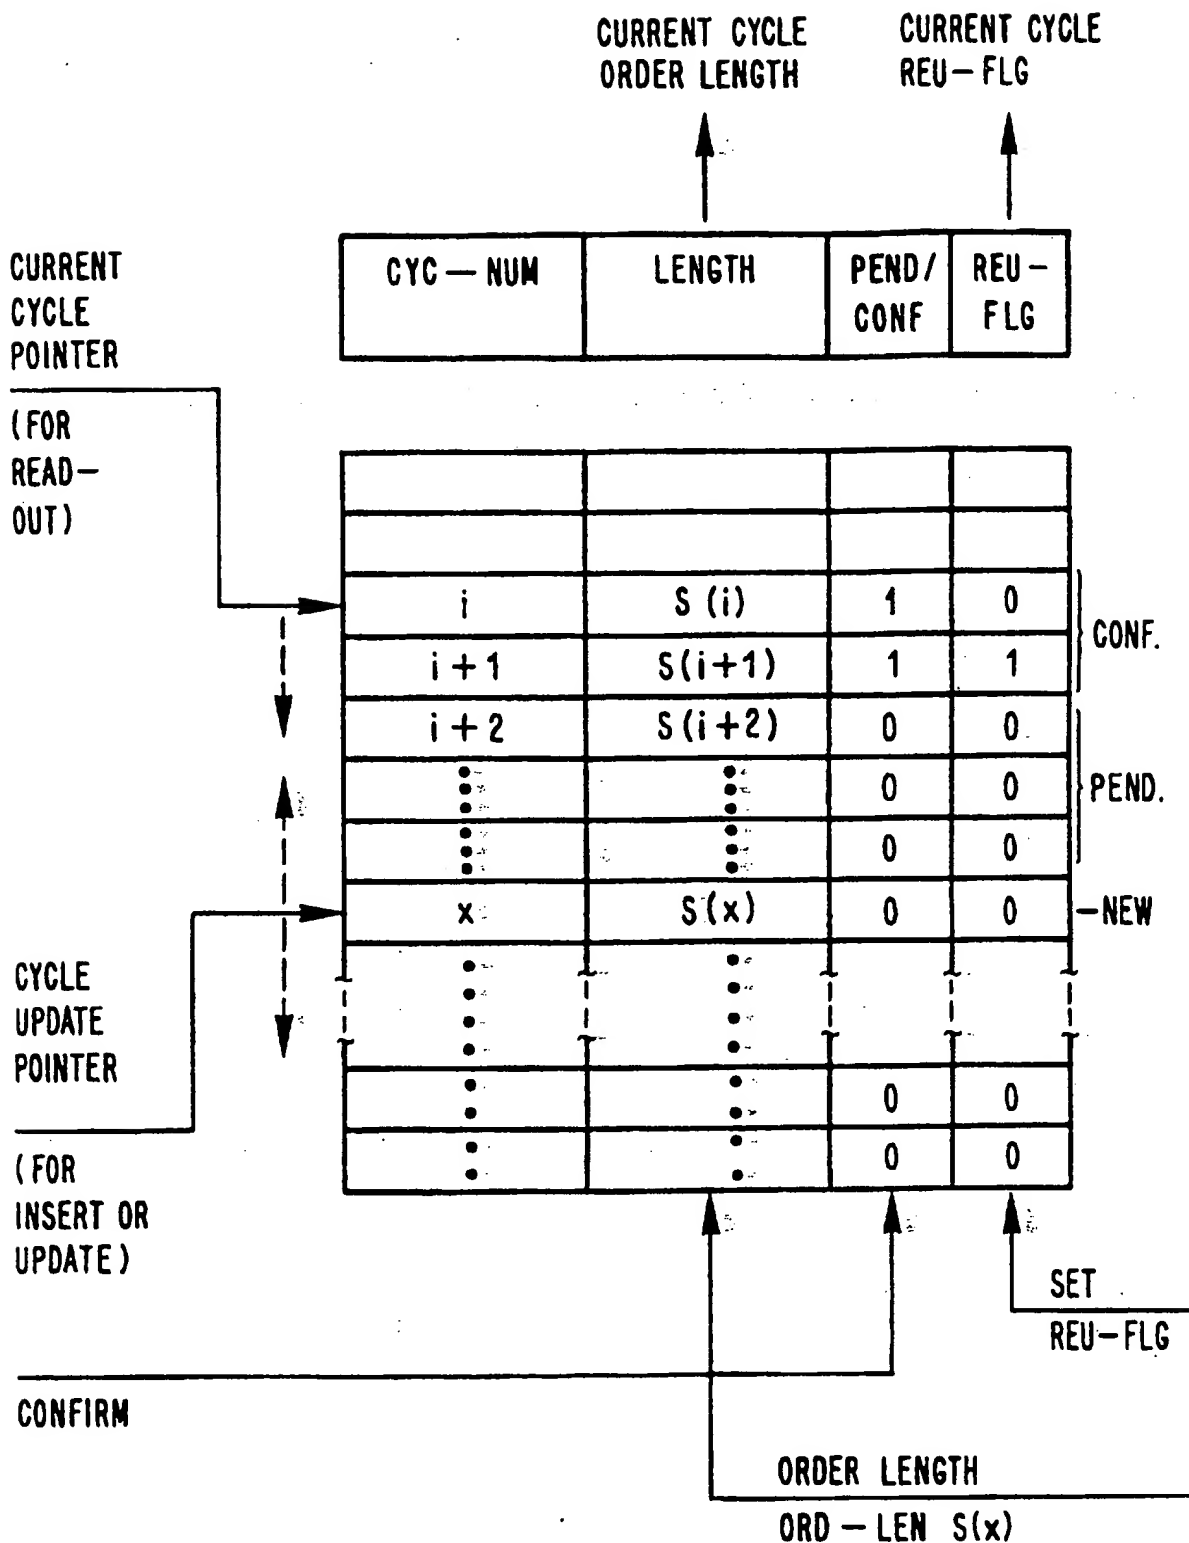 CURRENT CYCLE
ORDER LENGTH
CURRENT CYCLE
REU-FLG
CYC — NUM
LENGTH
PEND/
CONF
REU-
FLG
CURRENT
CYCLE
POINTER
(FOR
READ-
OUT)
i S (i) 1 0
i + 1 S(i+1) 1 1
CONF.
i + 2 S(i+2) 0 0
0 0
0 0
PEND.
x S(x) 0 0
-NEW
CYCLE
UPDATE
POINTER
(FOR
INSERT OR
UPDATE)
0 0
0 0
SET
REU-FLG
CONFIRM
ORDER LENGTH
ORD — LEN S(x)